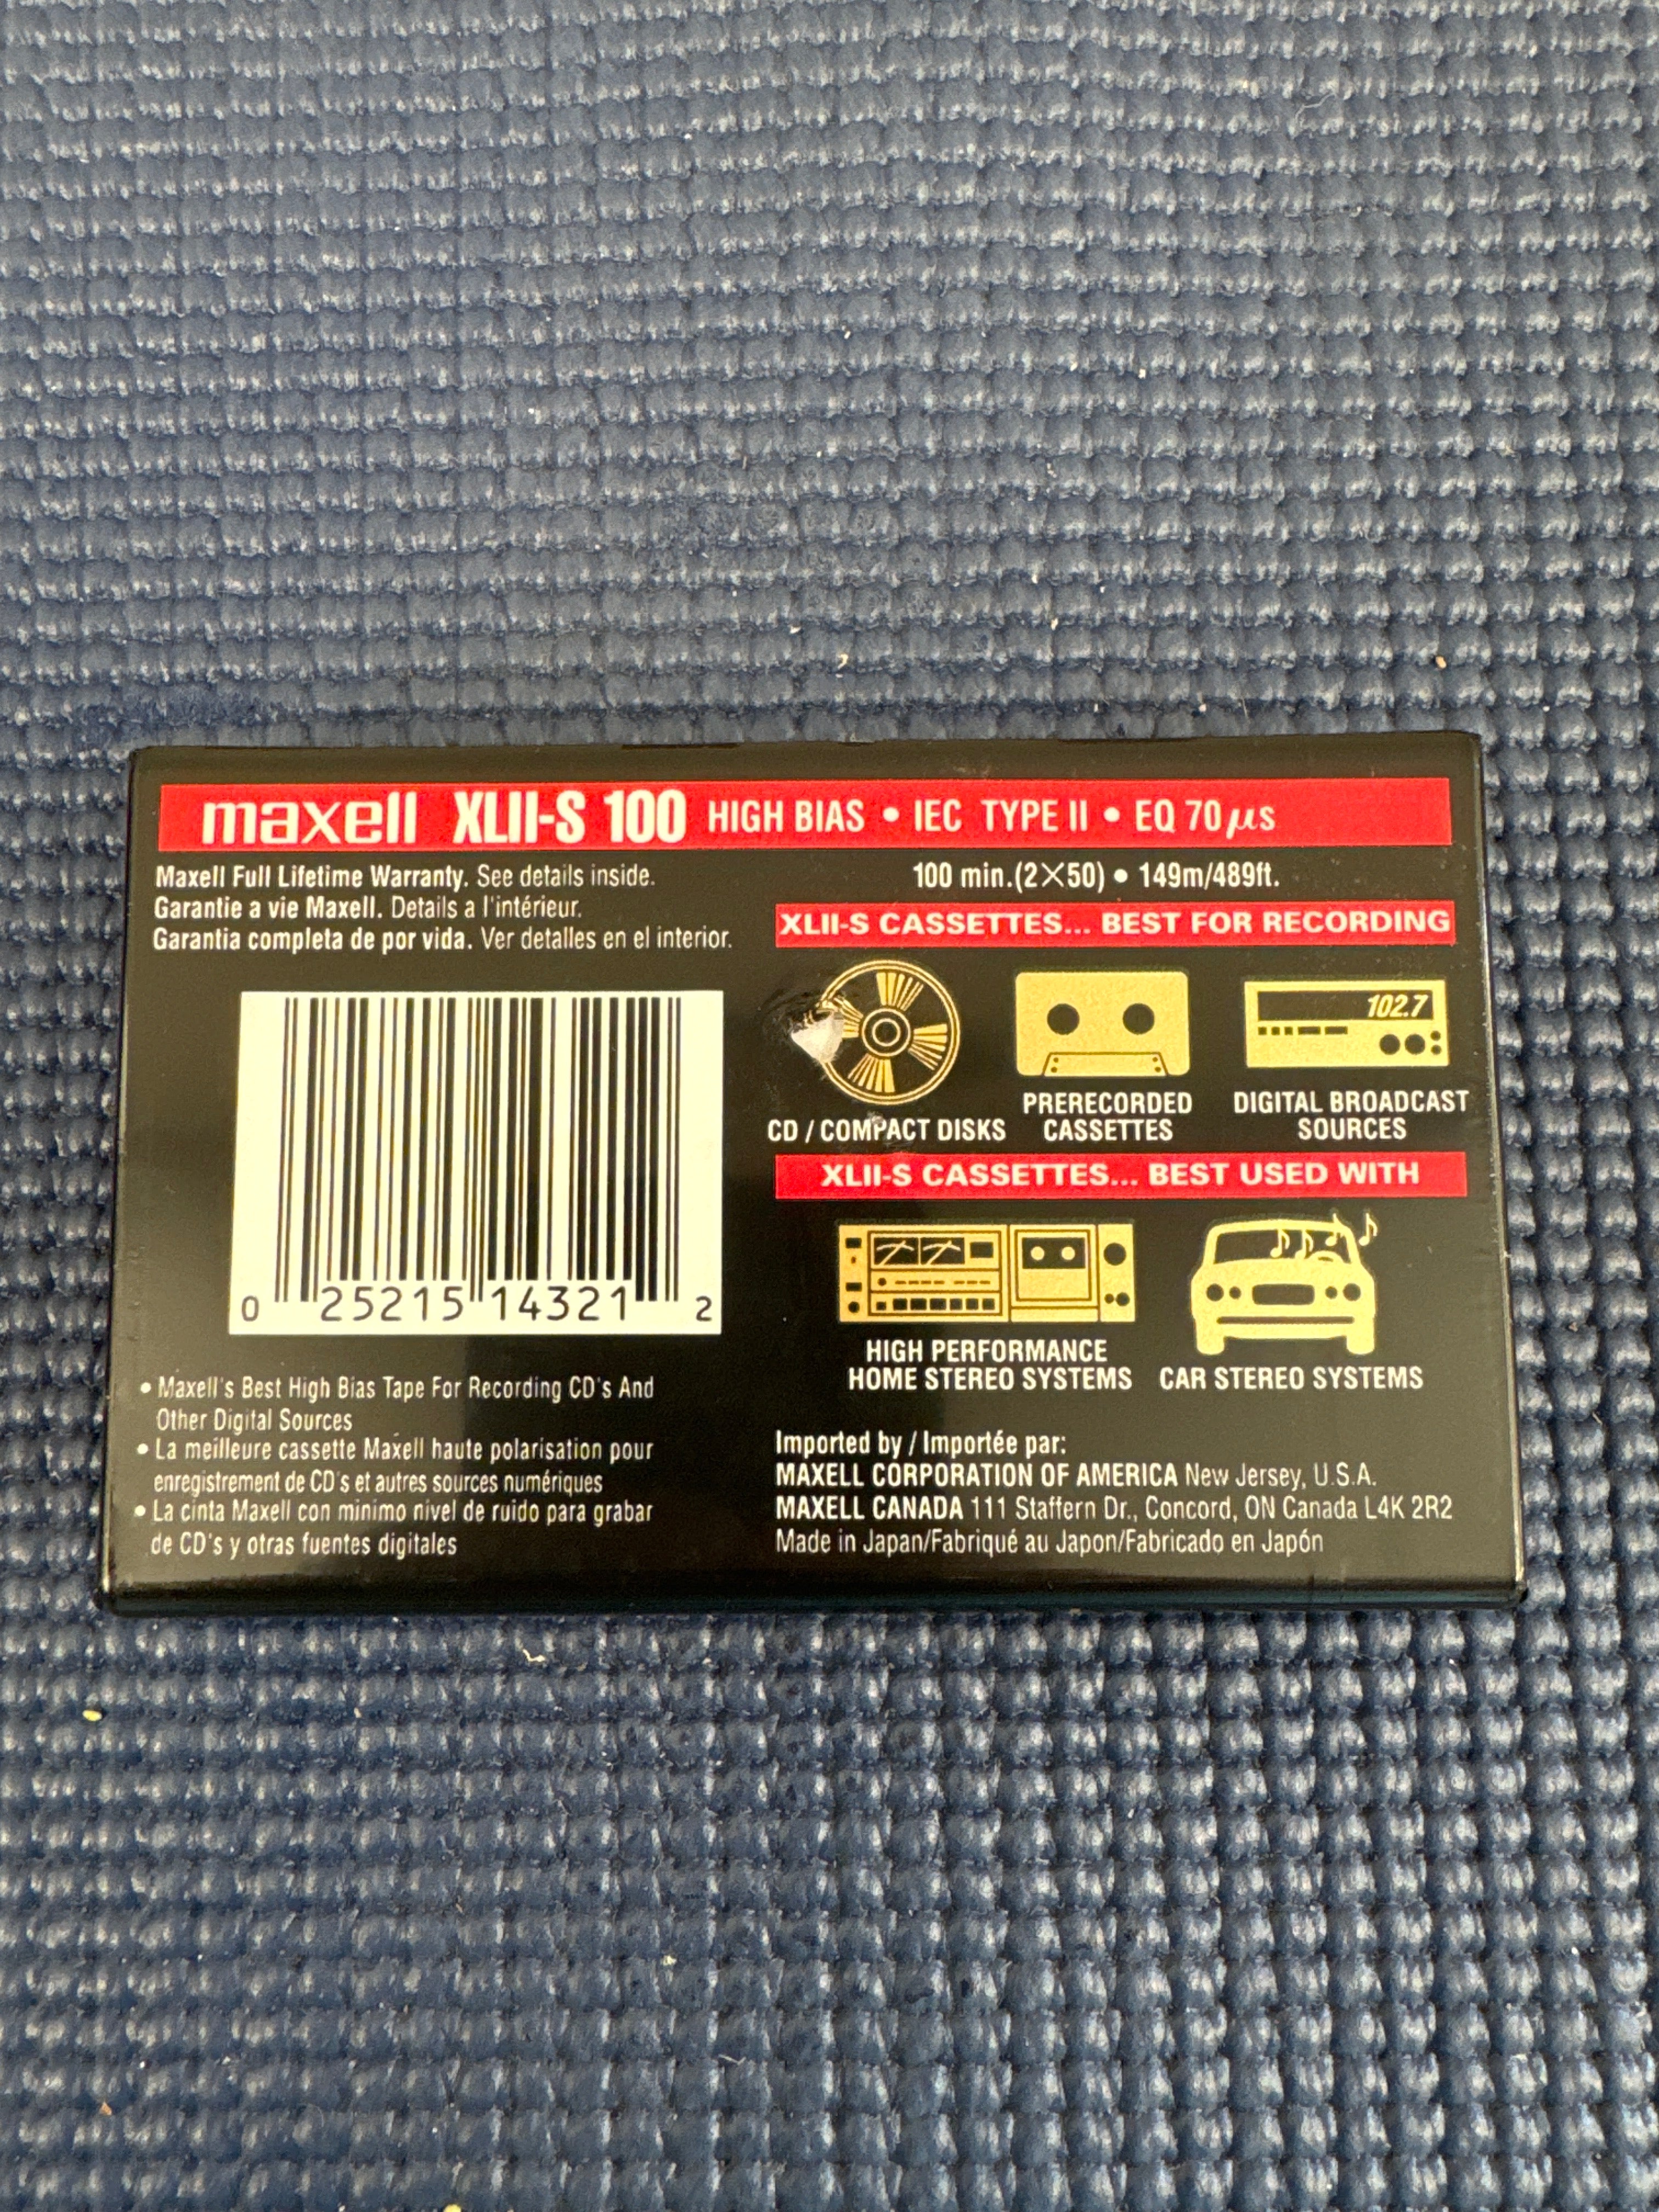 maxell XLII-S 100 HIGH BIAS • IEC TYPE II • EQ 70μs
Maxell Full Lifetime Warranty. See details inside.
Garantie a vie Maxell. Details a l'intérieur.
Garantia completa de por vida. Ver detalles en el interior.
100 min.(2×50) • 149m/489ft.
XLII-S CASSETTES... BEST FOR RECORDING
102.7
CD / COMPACT DISKS
PRERECORDED
CASSETTES
DIGITAL BROADCAST
SOURCES
XLII-S CASSETTES... BEST USED WITH
HIGH PERFORMANCE
HOME STEREO SYSTEMS
CAR STEREO SYSTEMS
0 25215 14321 2
• Maxell's Best High Bias Tape For Recording CD's And
Other Digital Sources
• La meilleure cassette Maxell haute polarisation pour
enregistrement de CD's et autres sources numériques
• La cinta Maxell con minimo nivel de ruido para grabar
de CD's y otras fuentes digitales
Imported by / Importée par:
MAXELL CORPORATION OF AMERICA New Jersey, U.S.A.
MAXELL CANADA 111 Staffern Dr., Concord, ON Canada L4K 2R2
Made in Japan/Fabriqué au Japon/Fabricado en Japón